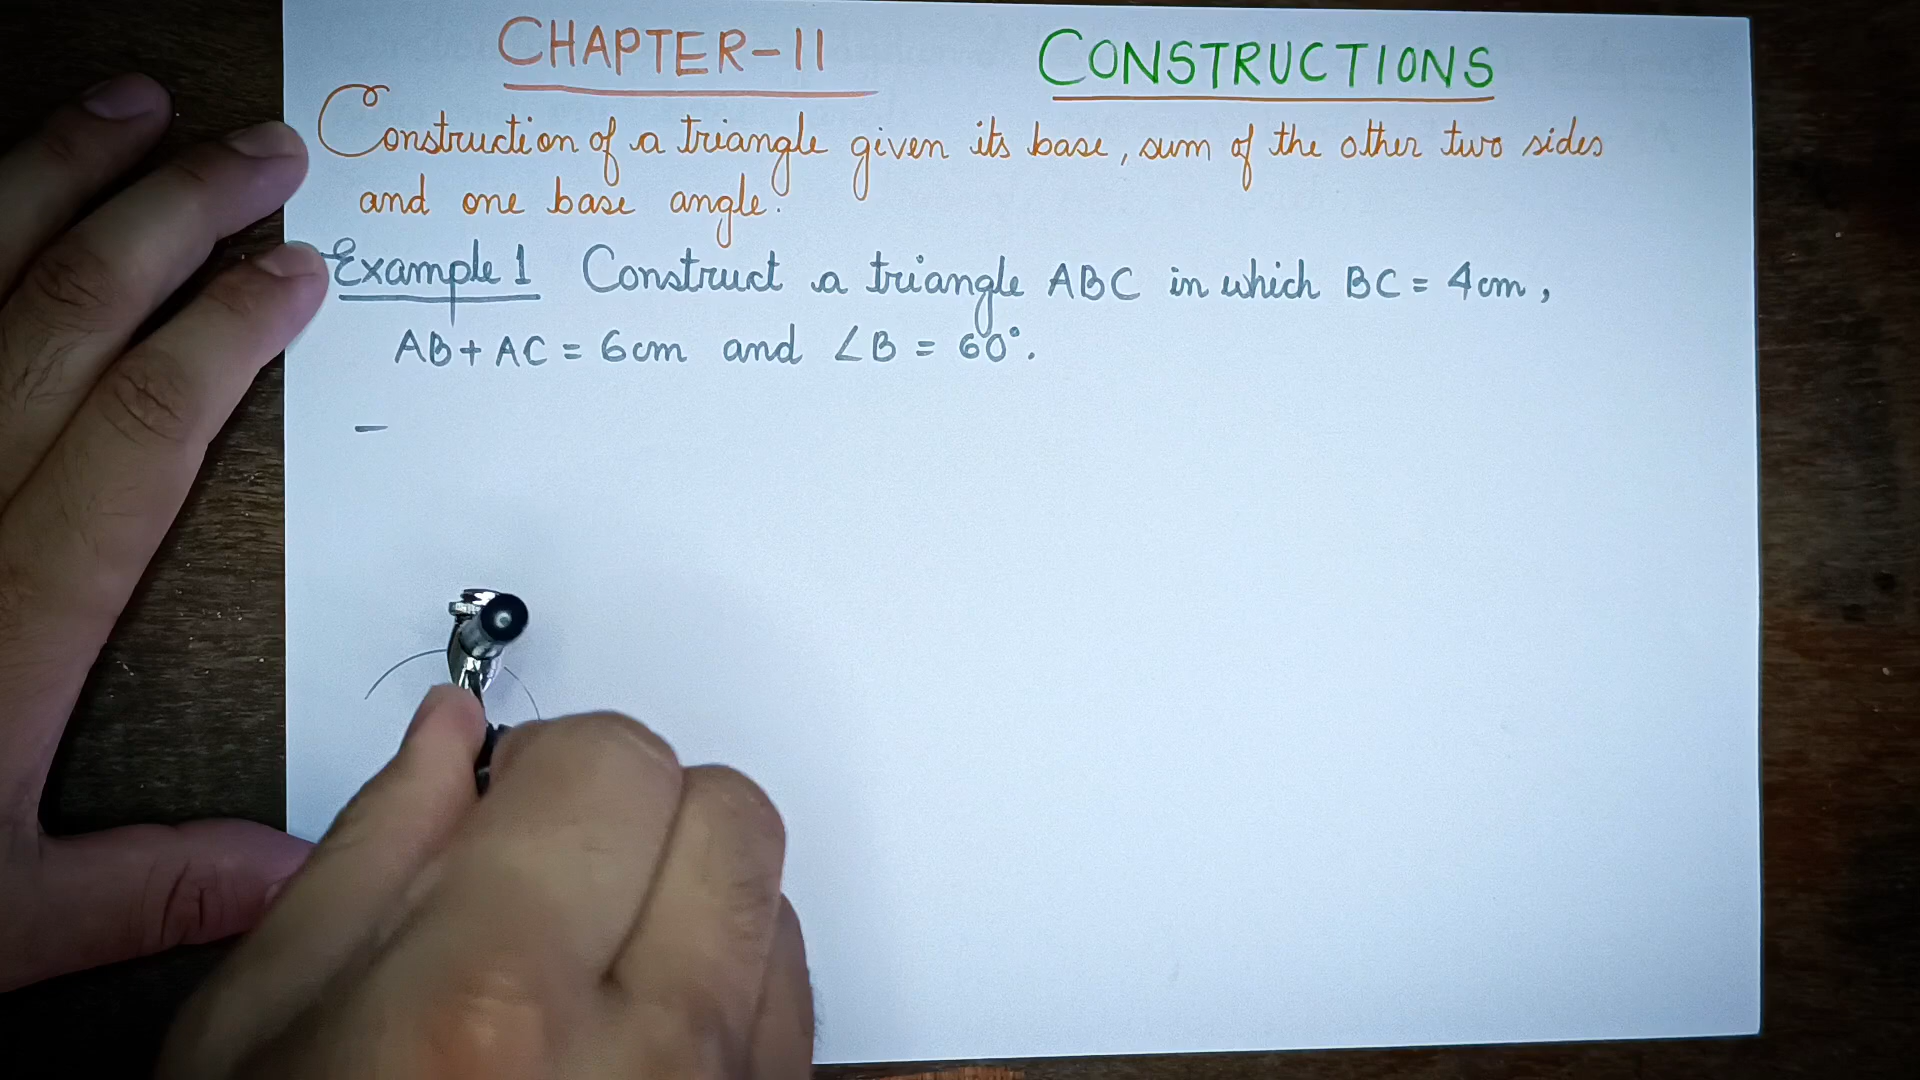 CHAPTER-11 CONSTRUCTIONS
Construction of a triangle given its base, sum of the other two sides
and one base angle.
Example 1 Construct a triangle ABC in which BC = 4cm,
AB + AC = 6cm and ∠B = 60°.